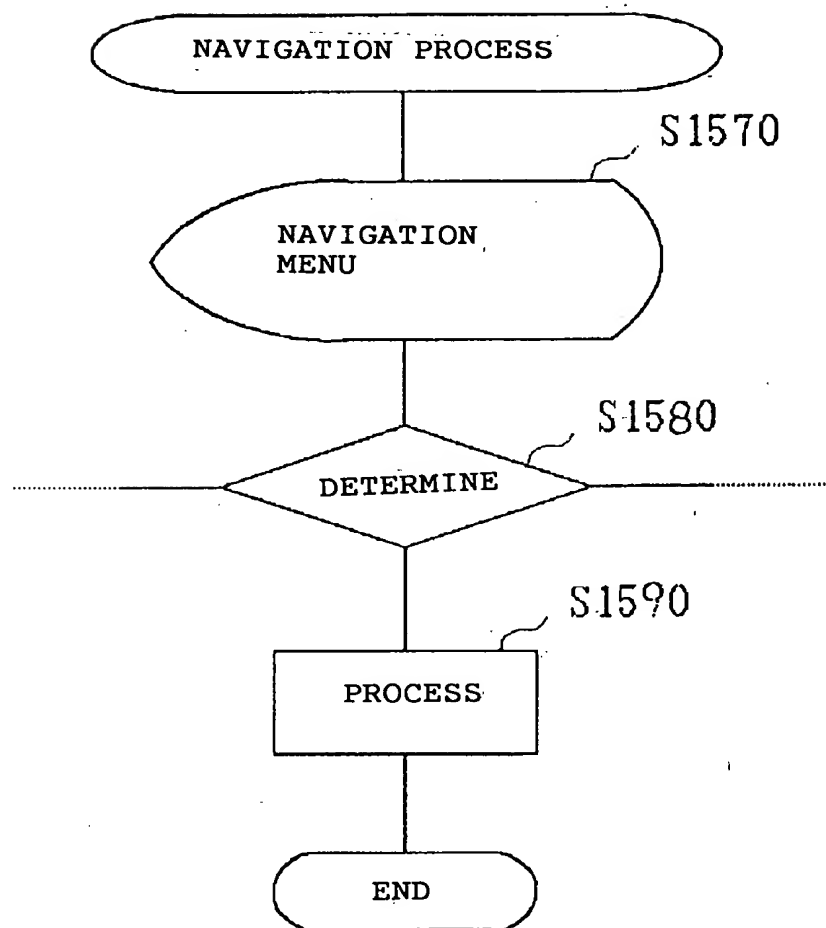 NAVIGATION PROCESS
S1570
NAVIGATION
MENU
S1580
DETERMINE
S1590
PROCESS
END